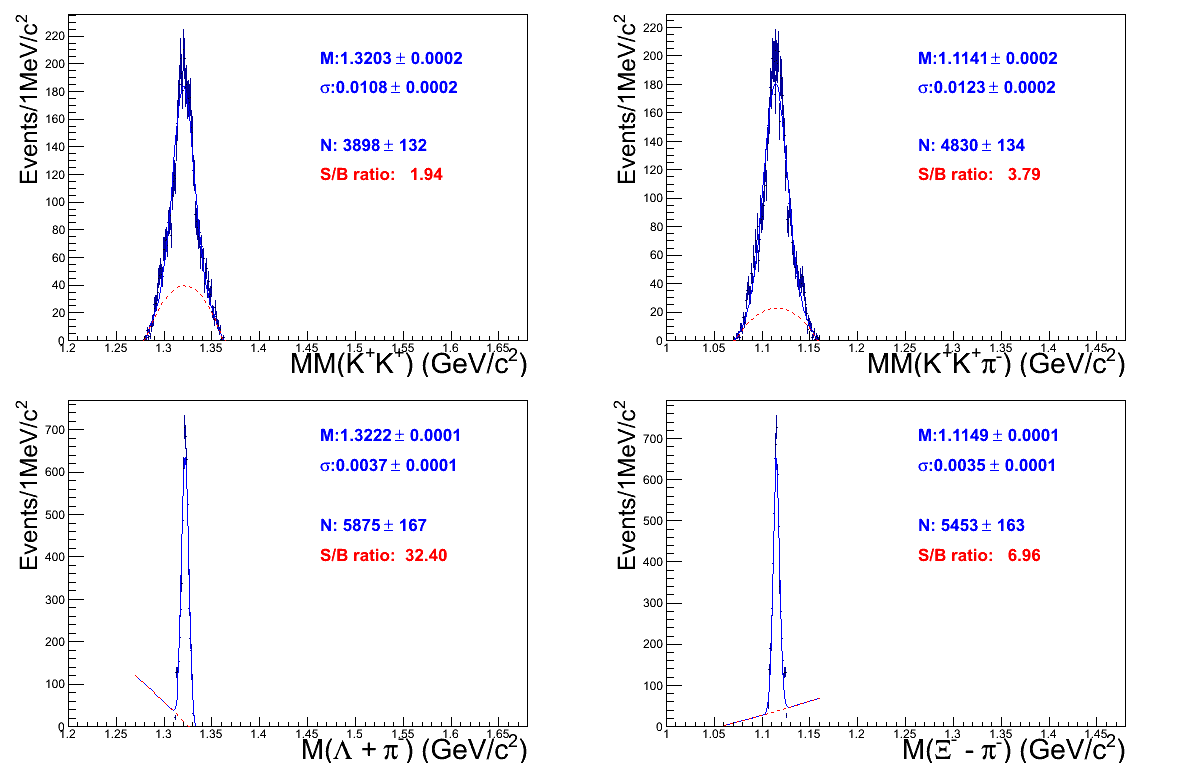 Events/1MeV/c²
220
200
180
160
140
120
100
80
60
40
20
0
M:1.3203 ± 0.0002
σ:0.0108 ± 0.0002
N: 3898 ± 132
S/B ratio: 1.94
1.2 1.25 1.3 1.35 1.4 1.45 1.5 1.55 1.6 1.65
MM(K⁺K⁺) (GeV/c²)
Events/1MeV/c²
220
200
180
160
140
120
100
80
60
40
20
0
M:1.1141 ± 0.0002
σ:0.0123 ± 0.0002
N: 4830 ± 134
S/B ratio: 3.79
1 1.05 1.1 1.15 1.2 1.25 1.3 1.35 1.4 1.45
MM(K⁺K⁺π⁻) (GeV/c²)
Events/1MeV/c²
700
600
500
400
300
200
100
0
M:1.3222 ± 0.0001
σ:0.0037 ± 0.0001
N: 5875 ± 167
S/B ratio: 32.40
1.2 1.25 1.3 1.35 1.4 1.45 1.5 1.55 1.6 1.65
M(Λ + π⁻) (GeV/c²)
Events/1MeV/c²
700
600
500
400
300
200
100
0
M:1.1149 ± 0.0001
σ:0.0035 ± 0.0001
N: 5453 ± 163
S/B ratio: 6.96
1 1.05 1.1 1.15 1.2 1.25 1.3 1.35 1.4 1.45
M(Ξ⁻ - π⁻) (GeV/c²)